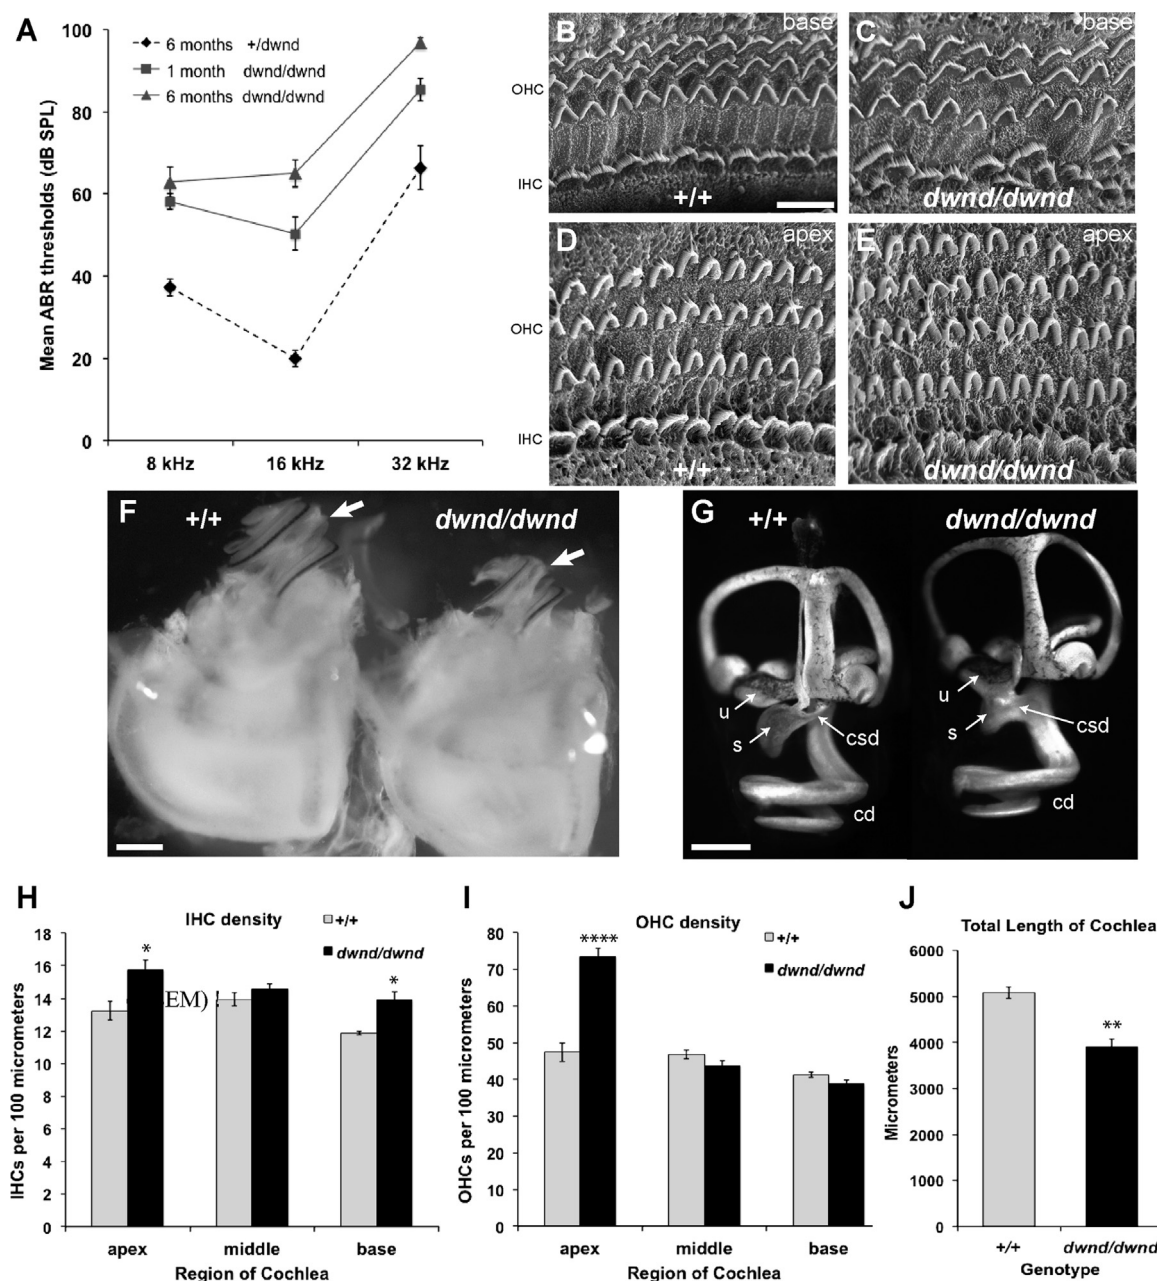 A
100
80
60
40
20
0
Mean ABR thresholds (dB SPL)
6 months +/dwnd
1 month dwnd/dwnd
6 months dwnd/dwnd
8 kHz 16 kHz 32 kHz
B base
OHC
IHC
+/+
C base
dwnd/dwnd
D apex
OHC
IHC
+/+
E apex
dwnd/dwnd
F +/+ dwnd/dwnd
G +/+ dwnd/dwnd
u
s
csd
cd
u
s
csd
cd
H
IHC density
+/+
dwnd/dwnd
18
16
14
12
10
8
6
4
2
0
IHCs per 100 micrometers
*
*
EM) !
apex middle base
Region of Cochlea
I
OHC density
+/+
dwnd/dwnd
80
70
60
50
40
30
20
10
0
OHCs per 100 micrometers
****
apex middle base
Region of Cochlea
J
Total Length of Cochlea
6000
5000
4000
3000
2000
1000
0
Micrometers
**
+/+ dwnd/dwnd
Genotype